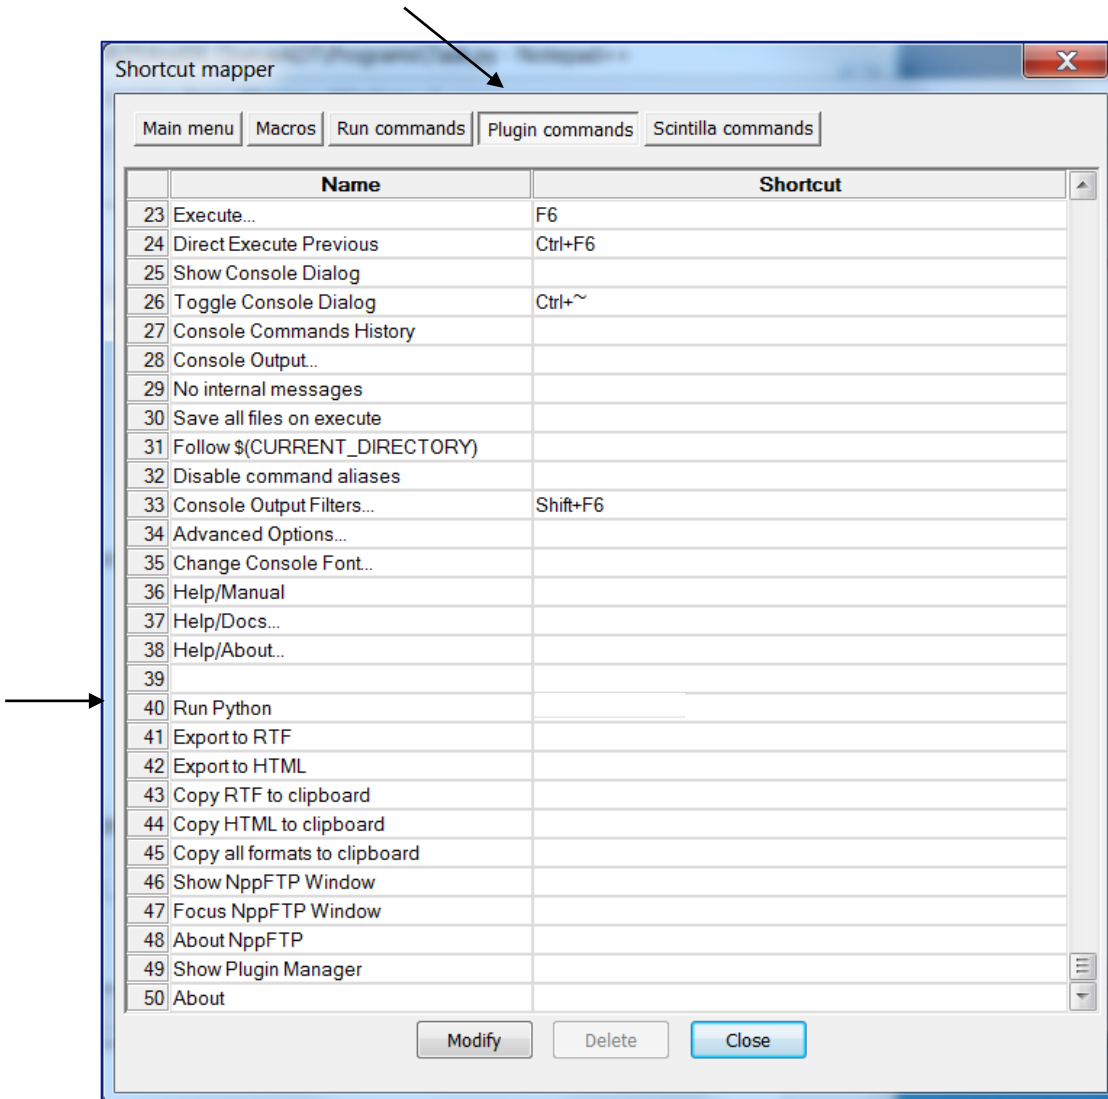 Shortcut mapper
Main menu Macros Run commands Plugin commands Scintilla commands
Name Shortcut
23 Execute... F6
24 Direct Execute Previous Ctrl+F6
25 Show Console Dialog
26 Toggle Console Dialog Ctrl+~
27 Console Commands History
28 Console Output...
29 No internal messages
30 Save all files on execute
31 Follow $(CURRENT_DIRECTORY)
32 Disable command aliases
33 Console Output Filters... Shift+F6
34 Advanced Options...
35 Change Console Font...
36 Help/Manual
37 Help/Docs...
38 Help/About...
39
40 Run Python
41 Export to RTF
42 Export to HTML
43 Copy RTF to clipboard
44 Copy HTML to clipboard
45 Copy all formats to clipboard
46 Show NppFTP Window
47 Focus NppFTP Window
48 About NppFTP
49 Show Plugin Manager
50 About
Modify Delete Close